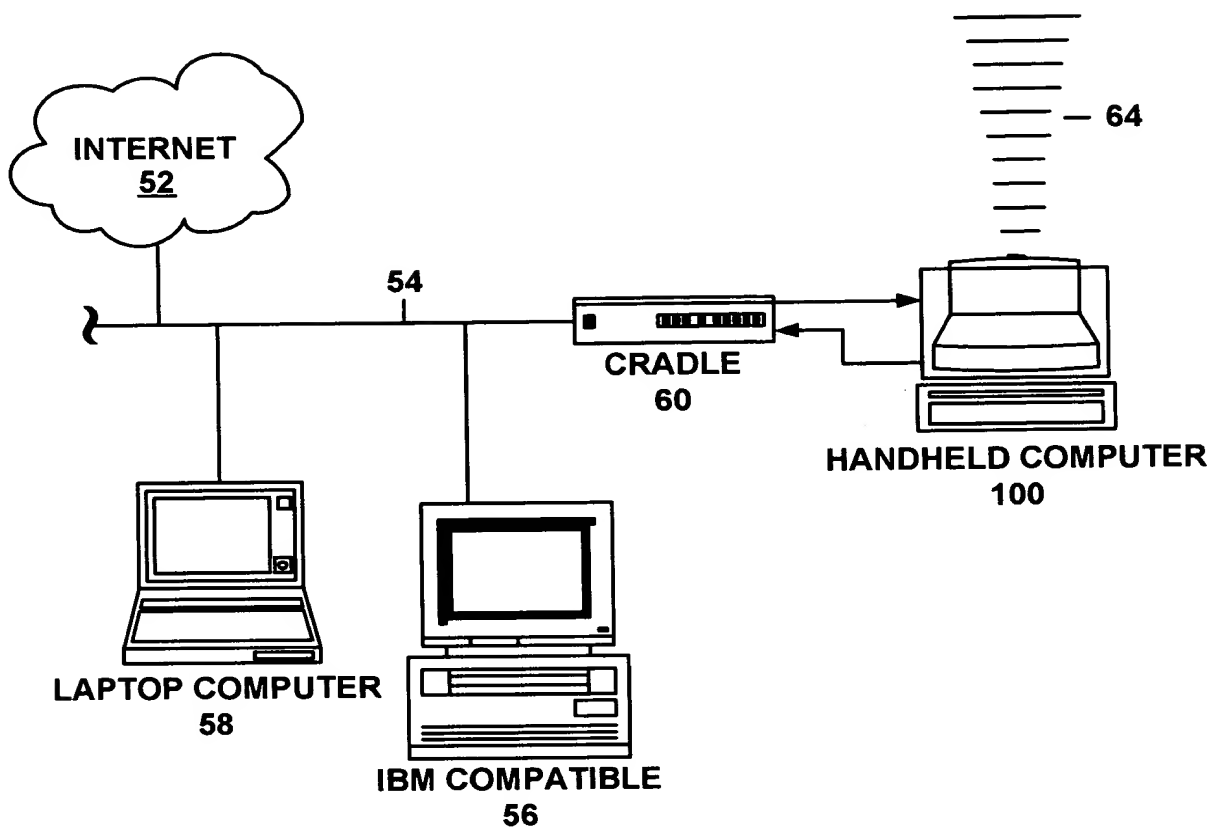 INTERNET
52
64
54
CRADLE
60
HANDHELD COMPUTER
100
LAPTOP COMPUTER
58
IBM COMPATIBLE
56